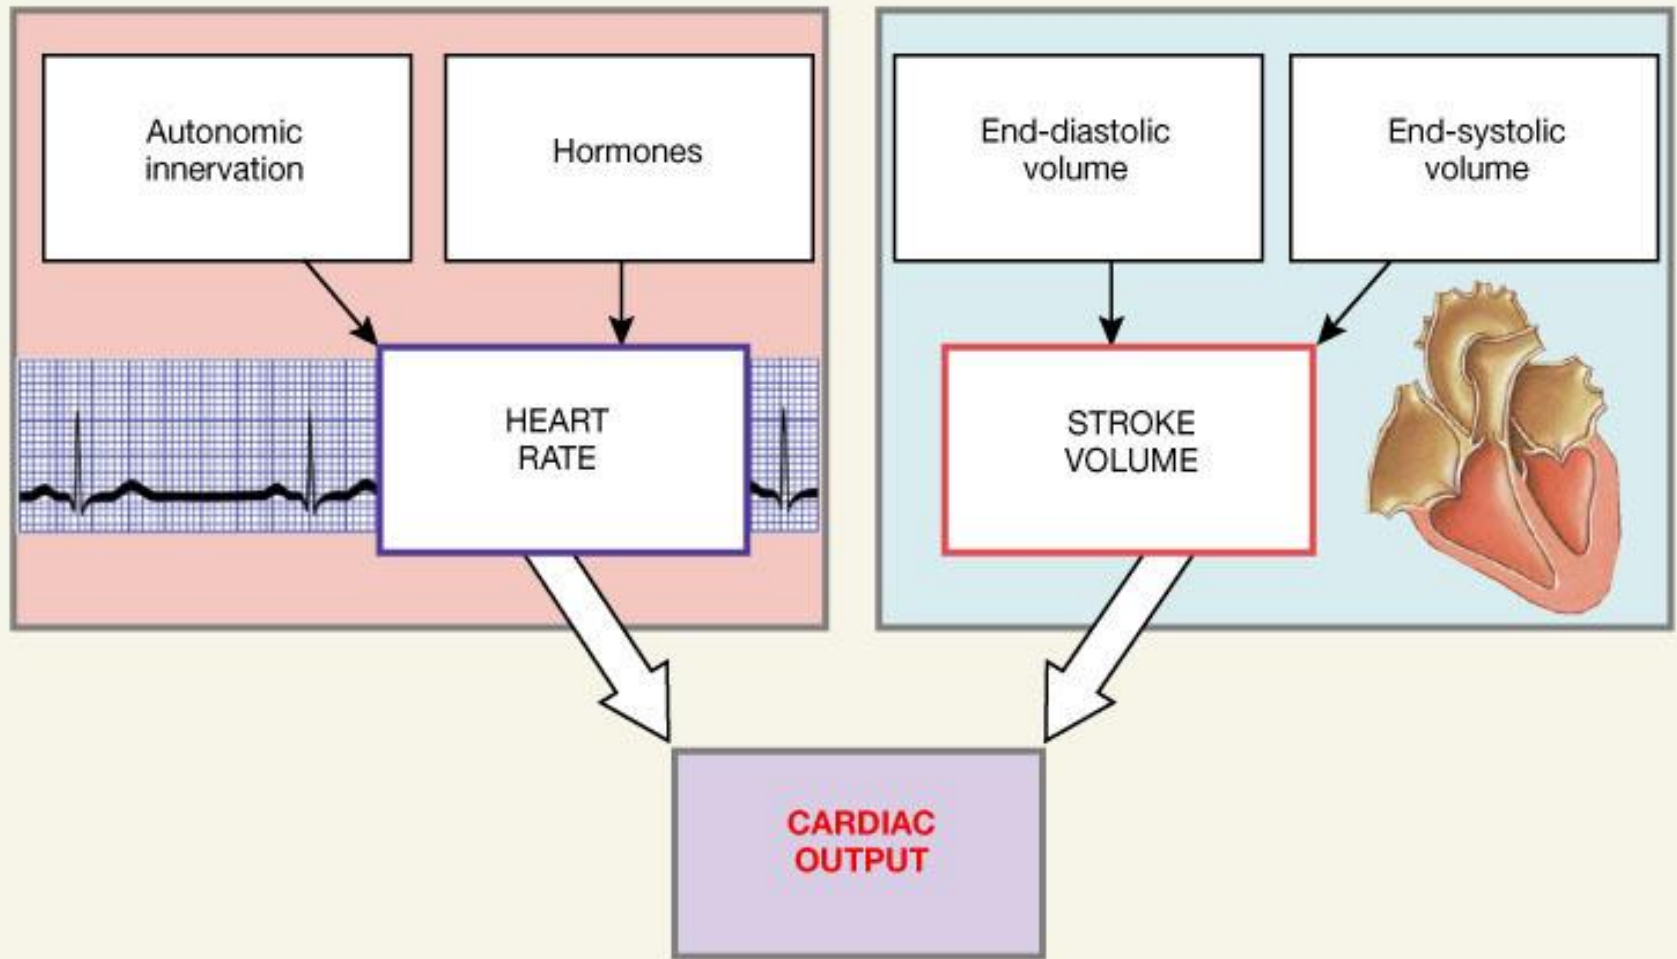 Autonomic
innervation
Hormones
End-diastolic
volume
End-systolic
volume
HEART
RATE
STROKE
VOLUME
CARDIAC
OUTPUT